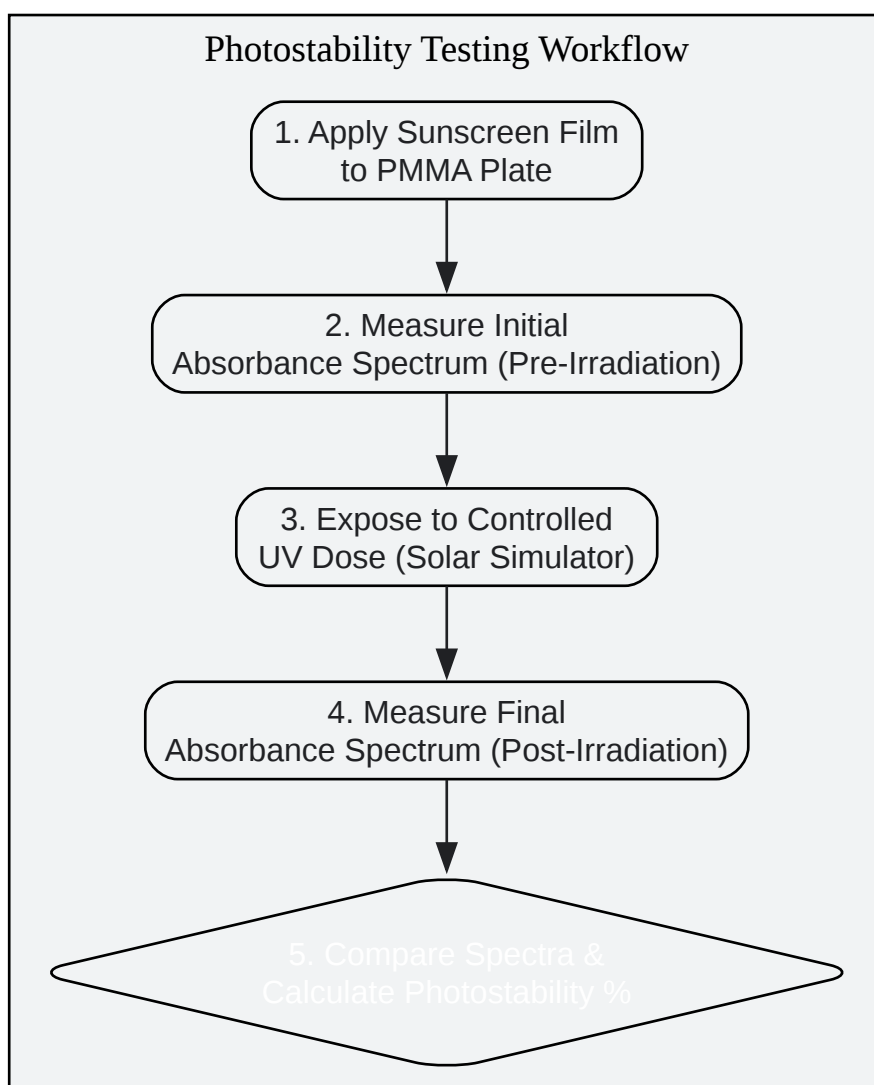 Photostability Testing Workflow
1. Apply Sunscreen Film
to PMMA Plate
2. Measure Initial
Absorbance Spectrum (Pre-Irradiation)
3. Expose to Controlled
UV Dose (Solar Simulator)
4. Measure Final
Absorbance Spectrum (Post-Irradiation)
5. Compare Spectra &
Calculate Photostability %